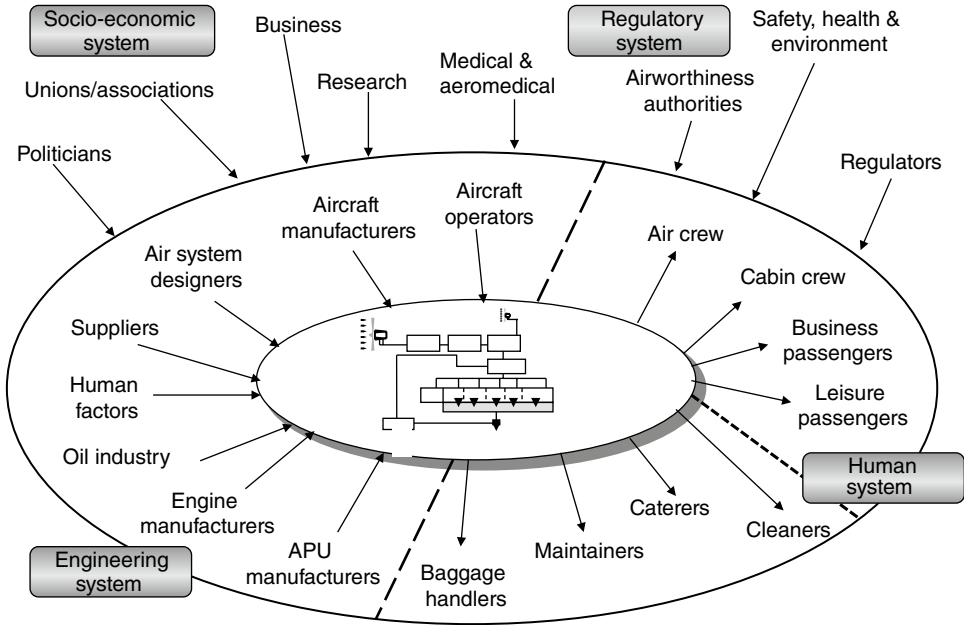 Socio-economic
system
Business
Regulatory
system
Safety, health &
environment
Unions/associations
Research
Medical &
aeromedical
Airworthiness
authorities
Politicians
Regulators
Aircraft
manufacturers
Aircraft
operators
Air crew
Air system
designers
Cabin crew
Suppliers
Business
passengers
Human
factors
Leisure
passengers
Oil industry
Human
system
Engine
manufacturers
Caterers
Cleaners
Engineering
system
APU
manufacturers
Baggage
handlers
Maintainers